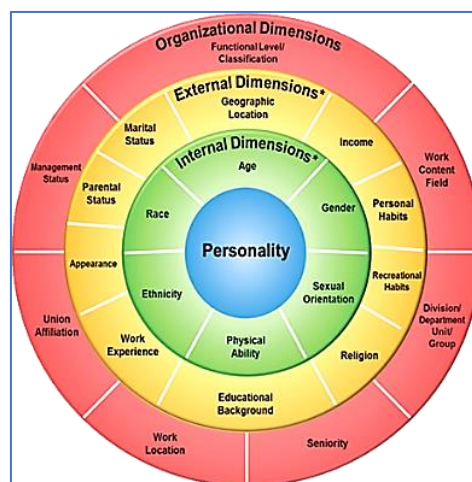 Organizational Dimensions
Functional Level/
Classification
External Dimensions*
Geographic
Location
Income
Personal
Habits
Recreational
Habits
Religion
Educational
Background
Work
Experience
Appearance
Parental
Status
Marital
Status
Internal Dimensions*
Age
Gender
Sexual
Orientation
Physical
Ability
Ethnicity
Race
Personality
Work
Content
Field
Division/
Department
Unit/
Group
Seniority
Work
Location
Union
Affiliation
Management
Status